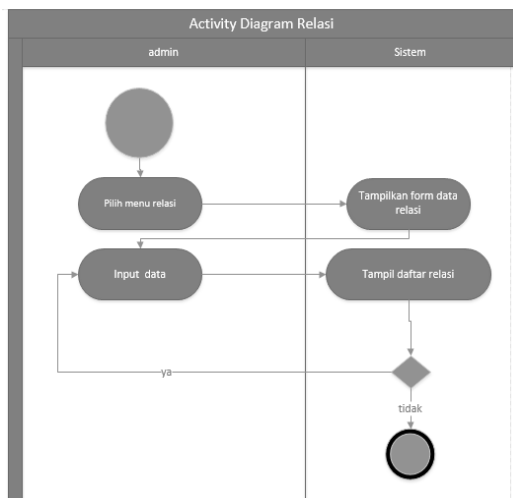 Activity Diagram Relasi
admin
Sistem
Pilih menu relasi
Tampilkan form data
relasi
Input data
Tampil daftar relasi
ya
tidak